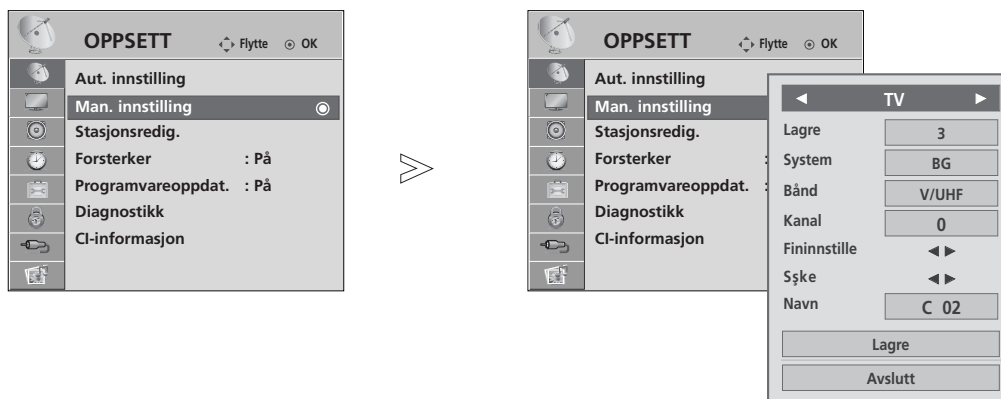 OPPSETT Flytte OK
Aut. innstilling
Man. innstilling
Stasjonsredig.
Forsterker : På
Programvareoppdat. : På
Diagnostikk
CI-informasjon
OPPSETT Flytte OK
Aut. innstilling
Man. innstilling
Stasjonsredig.
Forsterker :
Programvareoppdat. :
Diagnostikk
CI-informasjon
◄ TV ►
Lagre 3
System BG
Bånd V/UHF
Kanal 0
Fininnstille ◄ ►
Sşke ◄ ►
Navn C 02
Lagre
Avslutt